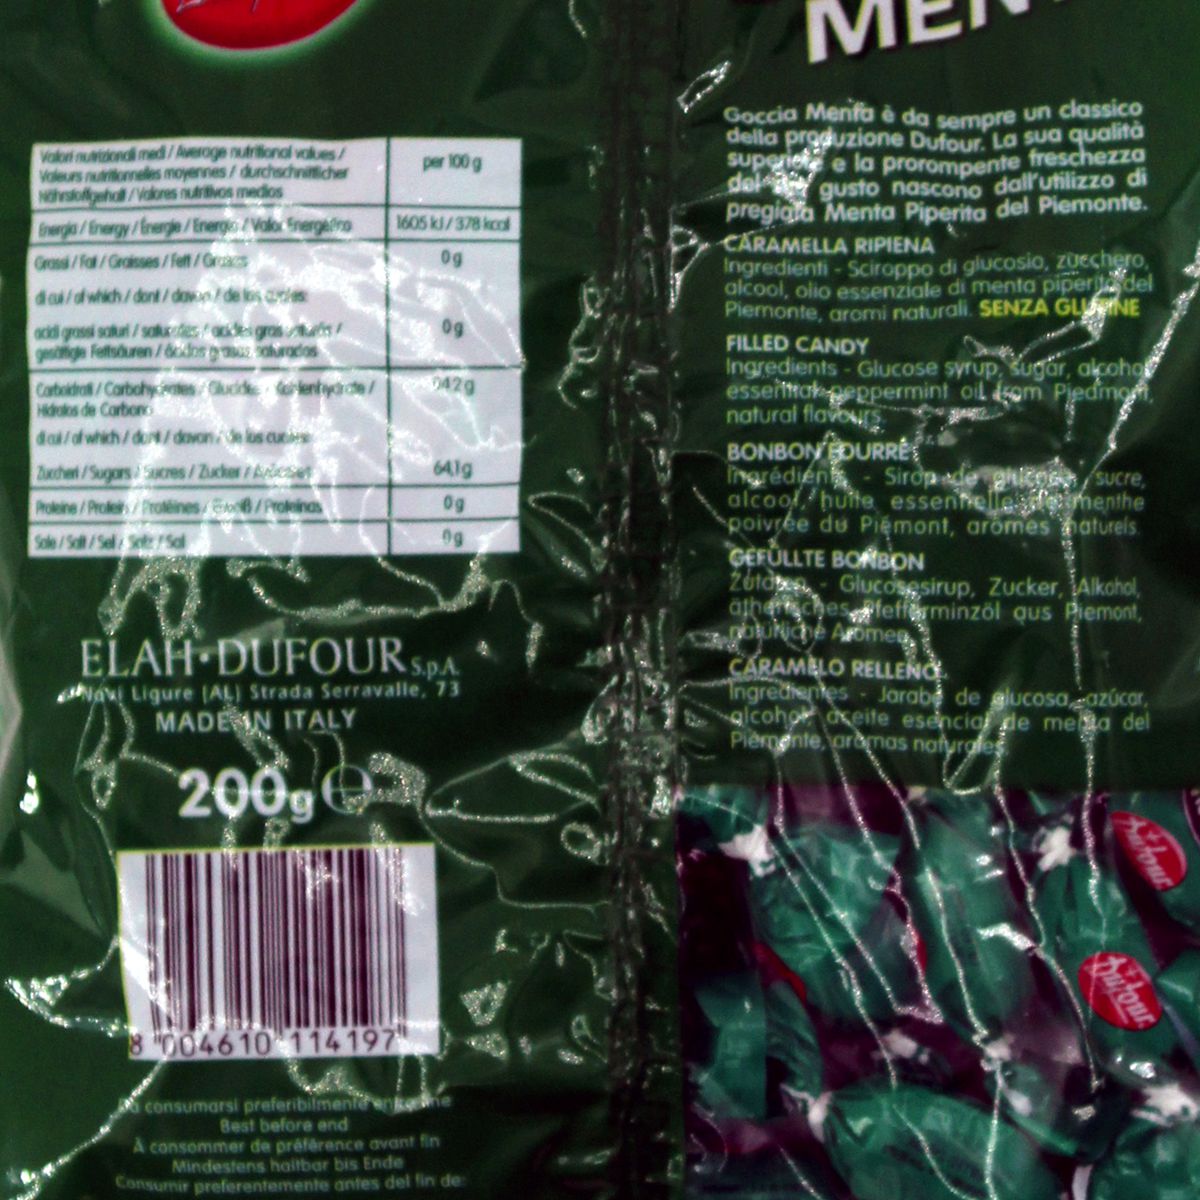 Valori nutrizionali medi / Average nutritional values /
Valeurs nutritionnelles moyennes / durchschnittlicher
Nährstoffgehalt / Valores nutritivos medios
per 100 g
Energia / Energy / Énergie / Energie / Valor Energético
1605 kJ / 378 kcal
Grassi / Fat / Graisses / Fett / Grasas
0 g
di cui / of which / dont / davon / de los cuales:
acidi grassi saturi / saturates / acides gras saturés /
gesättigte Fettsäuren / ácidos grasos saturados
0 g
Carboidrati / Carbohydrates / Glucides / Kohlenhydrate /
Hidratos de Carbono
di cui / of which / dont / davon / de los cuales:
Zuccheri / Sugars / Sucres / Zucker / Azúcares
64,1 g
Proteine / Protein / Protéines / Eiweiß / Proteínas
0 g
Sale / Salt / Sel / Salz / Sal
0 g
ELAH·DUFOUR S.p.A.
Novi Ligure (AL) Strada Serravalle, 73
MADE IN ITALY
200g ℮
8 004610 114197
Da consumarsi preferibilmente entro fine
Best before end
À consommer de préférence avant fin
Mindestens haltbar bis Ende
Consumir preferentemente antes del fin de:
Goccia Menta è da sempre un classico
della produzione Dufour. La sua qualità
superiore e la prorompente freschezza
del gusto nascono dall'utilizzo di
pregiata Menta Piperita del Piemonte.
CARAMELLA RIPIENA
Ingredienti - Sciroppo di glucosio, zucchero,
alcool, olio essenziale di menta piperita del
Piemonte, aromi naturali. SENZA GLUTINE
FILLED CANDY
Ingredients - Glucose syrup, sugar, alcohol,
essential peppermint oil from Piedmont,
natural flavours.
BONBON FOURRÉ
Ingrédients - Sirop de glucose, sucre,
alcool, huile essentielle de menthe
poivrée du Piémont, arômes naturels.
GEFÜLLTE BONBON
Zutaten - Glucosesirup, Zucker, Alkohol,
ätherisches Pfefferminzöl aus Piemont,
natürliche Aromen
CARAMELO RELLENO
Ingredientes - Jarabe de glucosa, azúcar,
alcohol, aceite esencial de menta del
Piemonte, aromas naturales
Dufour
Dufour